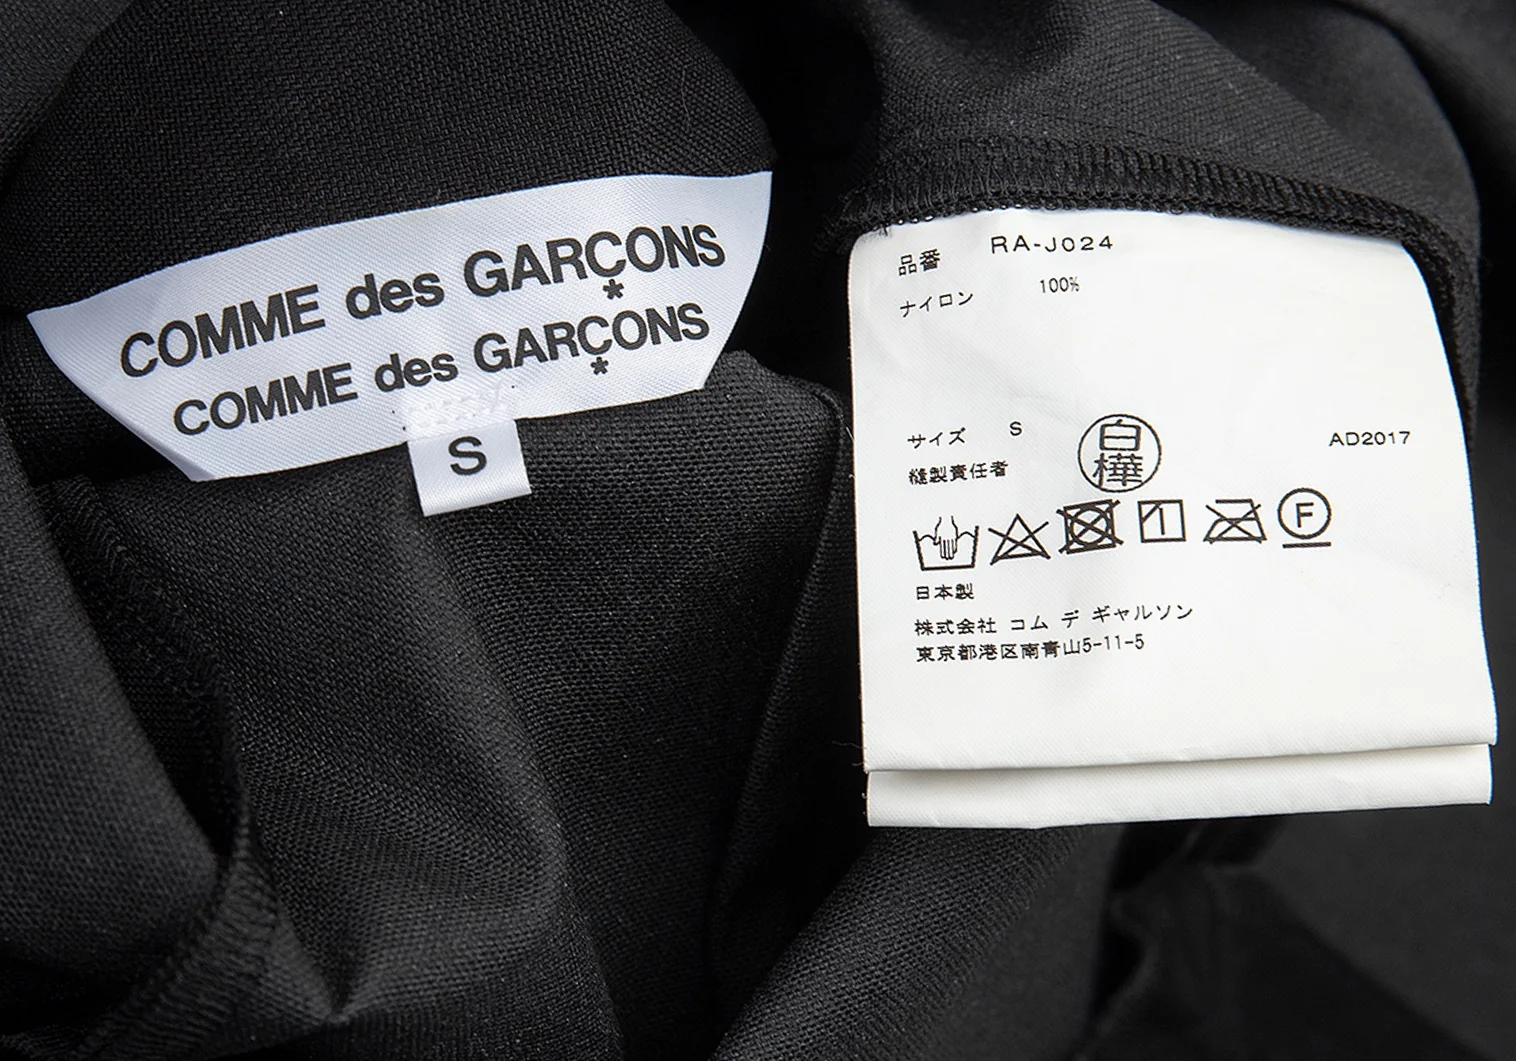 COMME des GARÇONS
*
COMME des GARÇONS
*
S
品番 RA-J024
ナイロン 100%
サイズ S
AD2017
縫製責任者
白樺
F
日本製
株式会社 コム デ ギャルソン
東京都港区南青山5-11-5